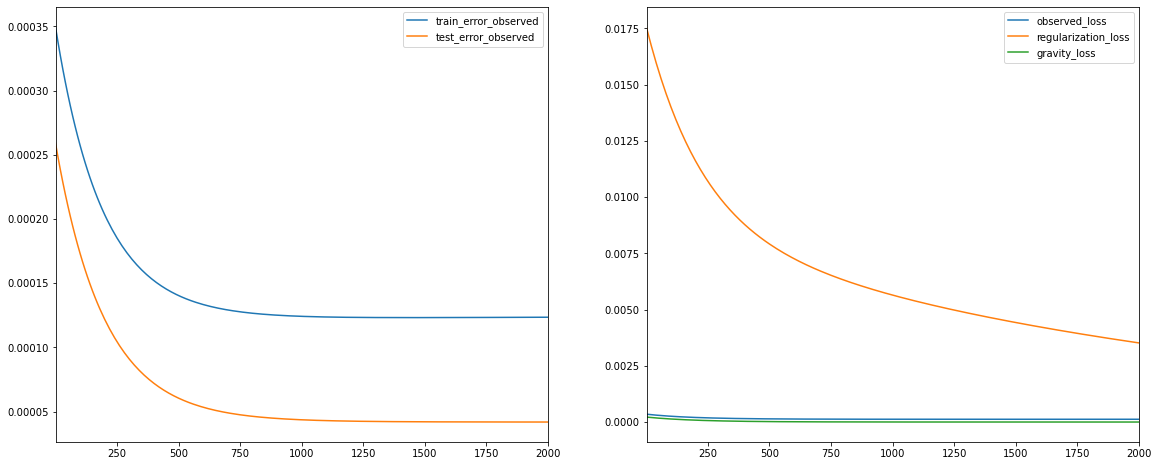 0.00035
0.00030
0.00025
0.00020
0.00015
0.00010
0.00005
250 500 750 1000 1250 1500 1750 2000
train_error_observed
test_error_observed
0.0175
0.0150
0.0125
0.0100
0.0075
0.0050
0.0025
0.0000
250 500 750 1000 1250 1500 1750 2000
observed_loss
regularization_loss
gravity_loss